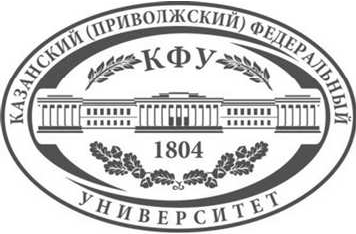 КАЗАНСКИЙ (ПРИВОЛЖСКИЙ) ФЕДЕРАЛЬНЫЙ
КФУ
1804
УНИВЕРСИТЕТ